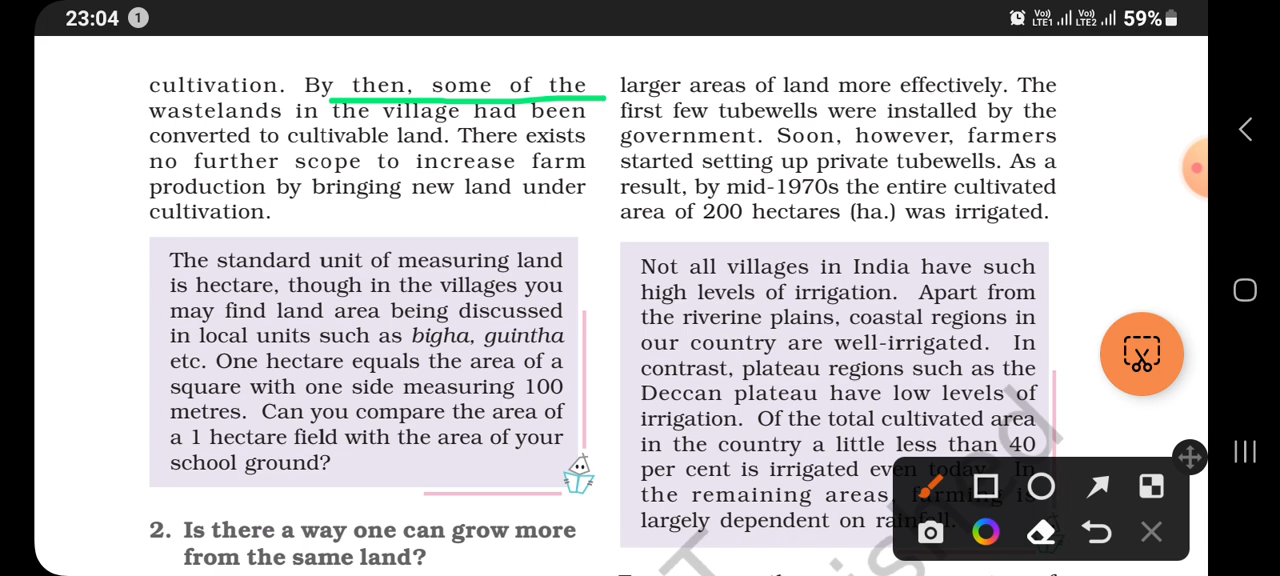 23:04 1
Vo)) LTE1 Vo)) LTE2 59%
cultivation. By then, some of the
wastelands in the village had been
converted to cultivable land. There exists
no further scope to increase farm
production by bringing new land under
cultivation.
The standard unit of measuring land
is hectare, though in the villages you
may find land area being discussed
in local units such as bigha, guintha
etc. One hectare equals the area of a
square with one side measuring 100
metres. Can you compare the area of
a 1 hectare field with the area of your
school ground?
2. Is there a way one can grow more
from the same land?
larger areas of land more effectively. The
first few tubewells were installed by the
government. Soon, however, farmers
started setting up private tubewells. As a
result, by mid-1970s the entire cultivated
area of 200 hectares (ha.) was irrigated.
Not all villages in India have such
high levels of irrigation. Apart from
the riverine plains, coastal regions in
our country are well-irrigated. In
contrast, plateau regions such as the
Deccan plateau have low levels of
irrigation. Of the total cultivated area
in the country a little less than 40
per cent is irrigated even today. In
the remaining areas, farming is
largely dependent on rainfall.